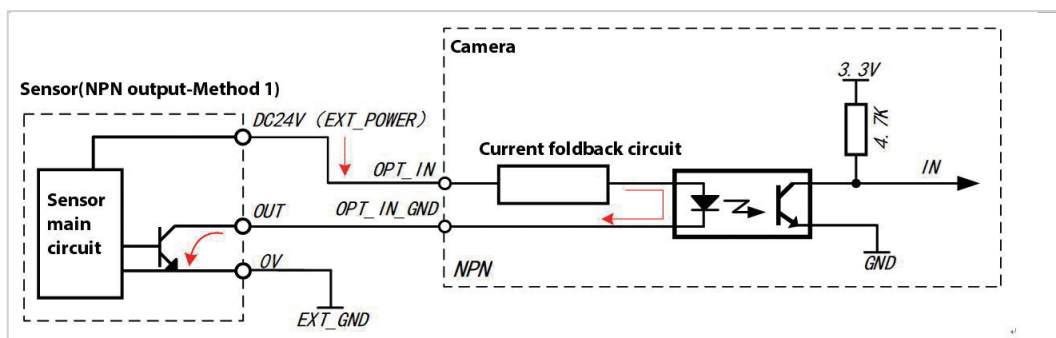 Camera
Sensor(NPN output-Method 1)
3. 3V
4. 7K
DC24V (EXT_POWER)
Current foldback circuit
OPT_IN
IN
Sensor
main
circuit
OUT
OPT_IN_GND
0V
NPN
GND
EXT_GND